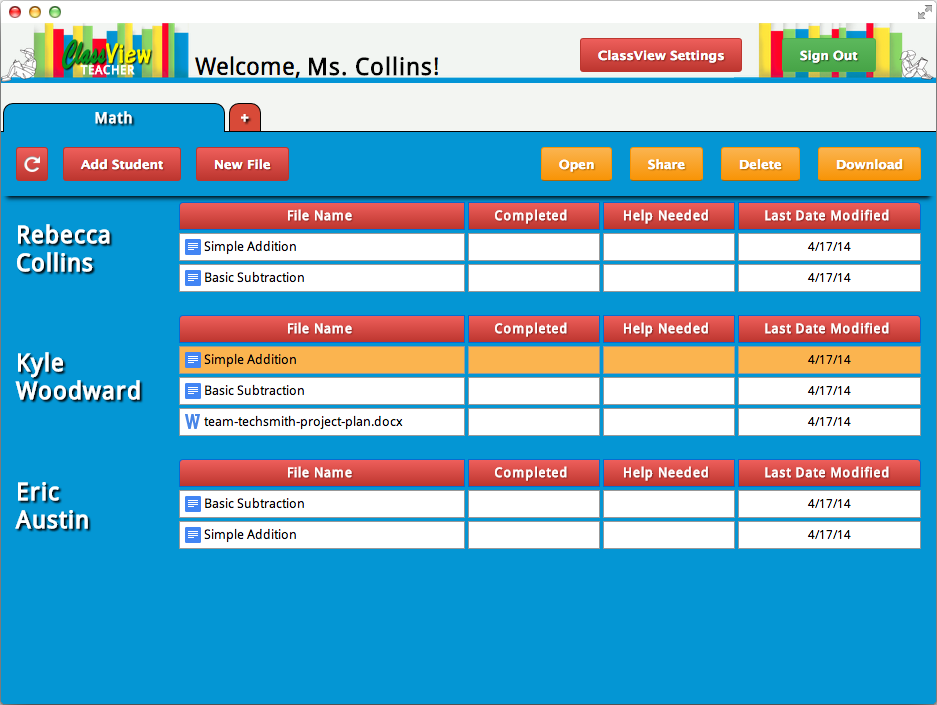 ClassView
TEACHER
Welcome, Ms. Collins!
ClassView Settings
Sign Out
Math
+
Add Student
New File
Open
Share
Delete
Download
Rebecca
Collins
File Name Completed Help Needed Last Date Modified
Simple Addition 4/17/14
Basic Subtraction 4/17/14
Kyle
Woodward
File Name Completed Help Needed Last Date Modified
Simple Addition 4/17/14
Basic Subtraction 4/17/14
W team-techsmith-project-plan.docx 4/17/14
Eric
Austin
File Name Completed Help Needed Last Date Modified
Basic Subtraction 4/17/14
Simple Addition 4/17/14